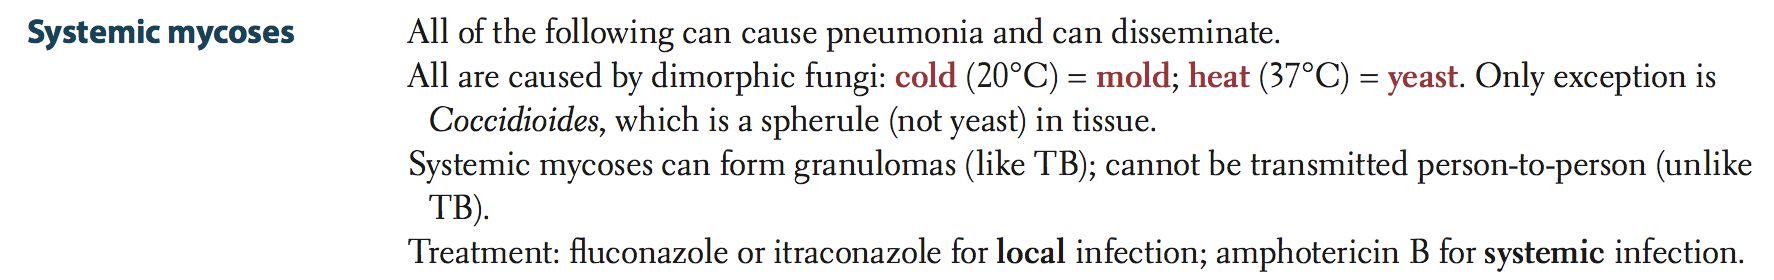 Systemic mycoses
All of the following can cause pneumonia and can disseminate.
All are caused by dimorphic fungi: cold (20°C) = mold; heat (37°C) = yeast. Only exception is
Coccidioides, which is a spherule (not yeast) in tissue.
Systemic mycoses can form granulomas (like TB); cannot be transmitted person-to-person (unlike
TB).
Treatment: fluconazole or itraconazole for local infection; amphotericin B for systemic infection.